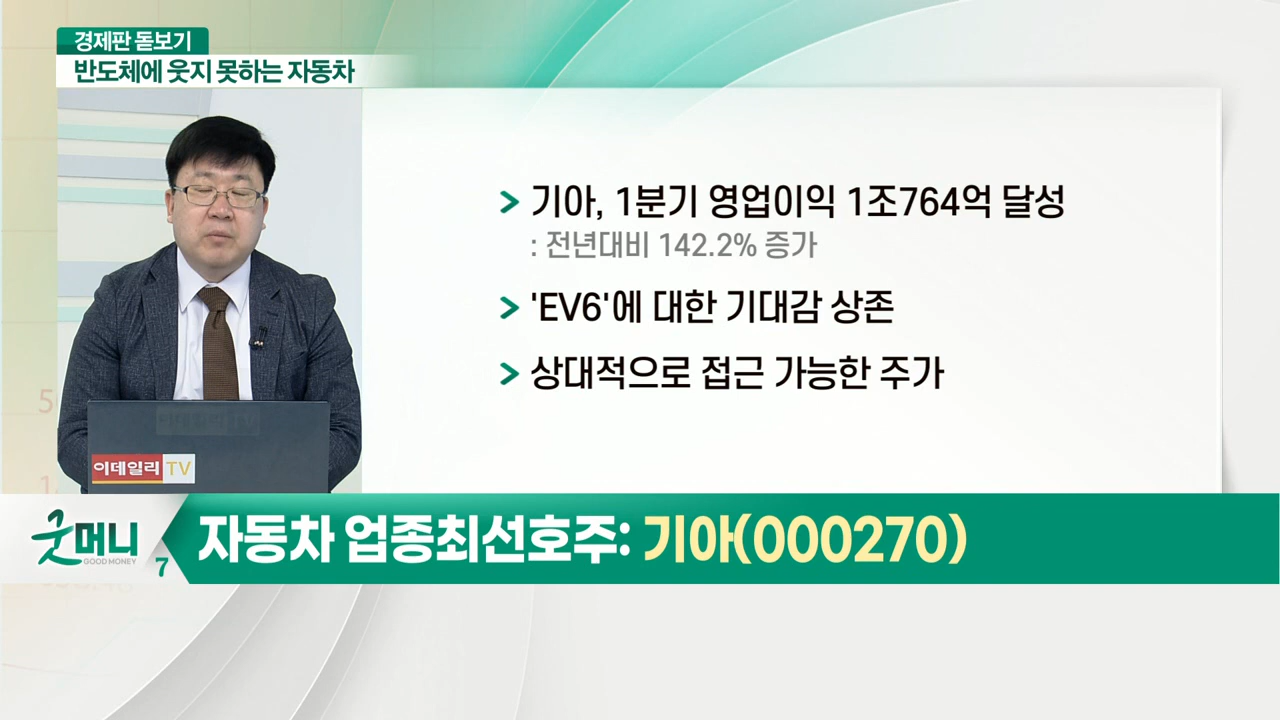 경제판 돋보기
반도체에 웃지 못하는 자동차
> 기아, 1분기 영업이익 1조764억 달성
: 전년대비 142.2% 증가
> 'EV6'에 대한 기대감 상존
> 상대적으로 접근 가능한 주가
이데일리 TV
굿머니
GOOD MONEY
7
자동차 업종최선호주: 기아(000270)